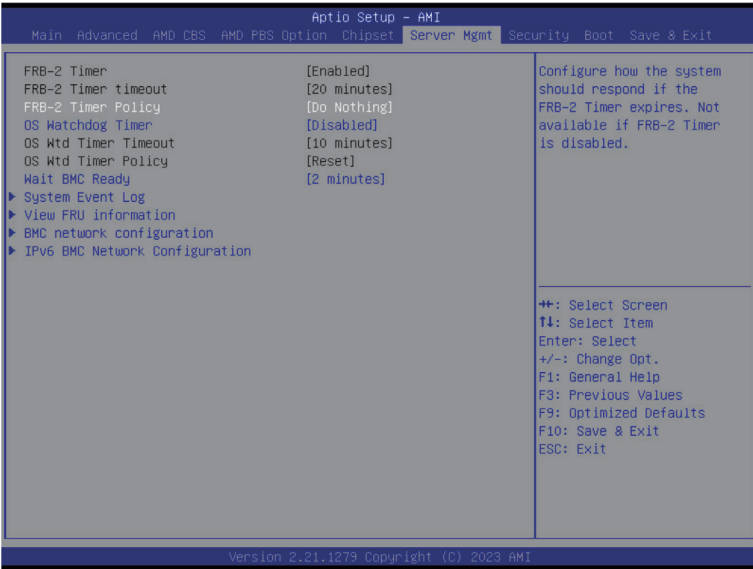 Aptio Setup - AMI
Main Advanced AMD CBS AMD PBS Option Chipset Server Mgmt Security Boot Save & Exit
FRB-2 Timer [Enabled]
FRB-2 Timer timeout [20 minutes]
FRB-2 Timer Policy [Do Nothing]
OS Watchdog Timer [Disabled]
OS Wtd Timer Timeout [10 minutes]
OS Wtd Timer Policy [Reset]
Wait BMC Ready [2 minutes]
System Event Log
View FRU information
BMC network configuration
IPv6 BMC Network Configuration
Configure how the system
should respond if the
FRB-2 Timer expires. Not
available if FRB-2 Timer
is disabled.
→←: Select Screen
↑↓: Select Item
Enter: Select
+/-: Change Opt.
F1: General Help
F3: Previous Values
F9: Optimized Defaults
F10: Save & Exit
ESC: Exit
Version 2.21.1279 Copyright (C) 2023 AMI